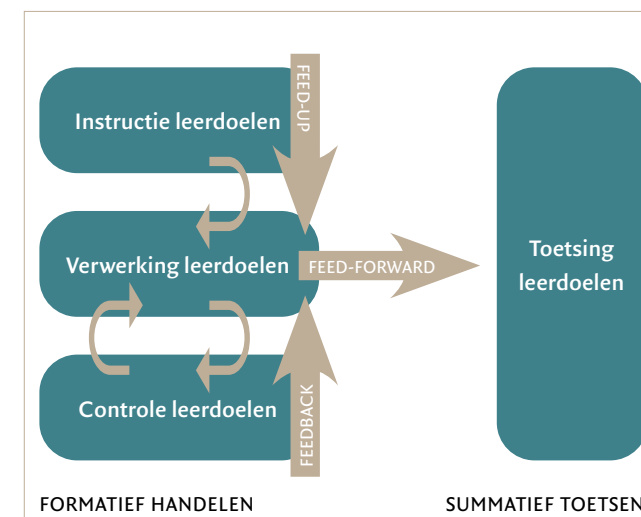 Instructie leerdoelen
FEED-UP
Verwerking leerdoelen
FEED-FORWARD
Toetsing
leerdoelen
Controle leerdoelen
FEEDBACK
FORMATIEF HANDELEN
SUMMATIEF TOETSEN